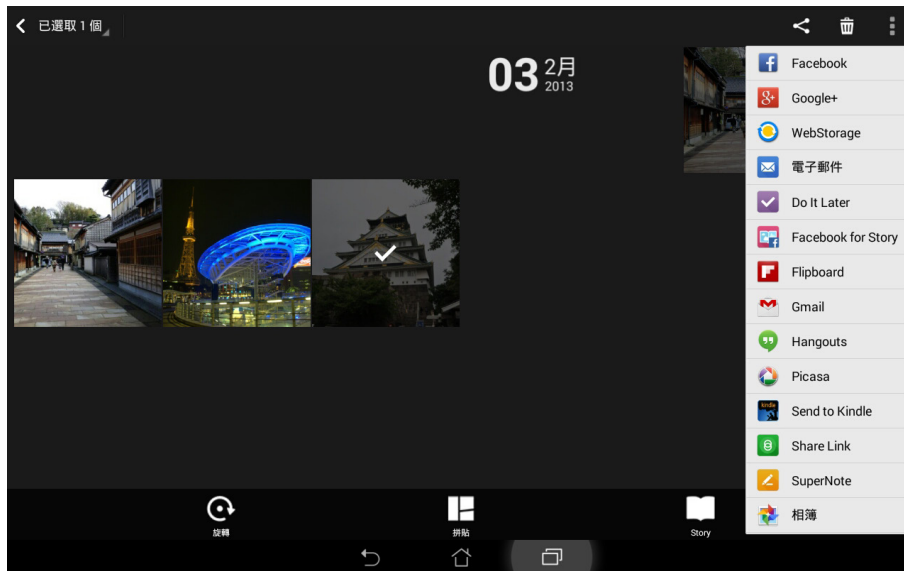 已選取 1 個
03 2月
2013
Facebook
Google+
WebStorage
電子郵件
Do It Later
Facebook for Story
Flipboard
Gmail
Hangouts
Picasa
Send to Kindle
Share Link
SuperNote
相簿
旋轉
拼貼
Story